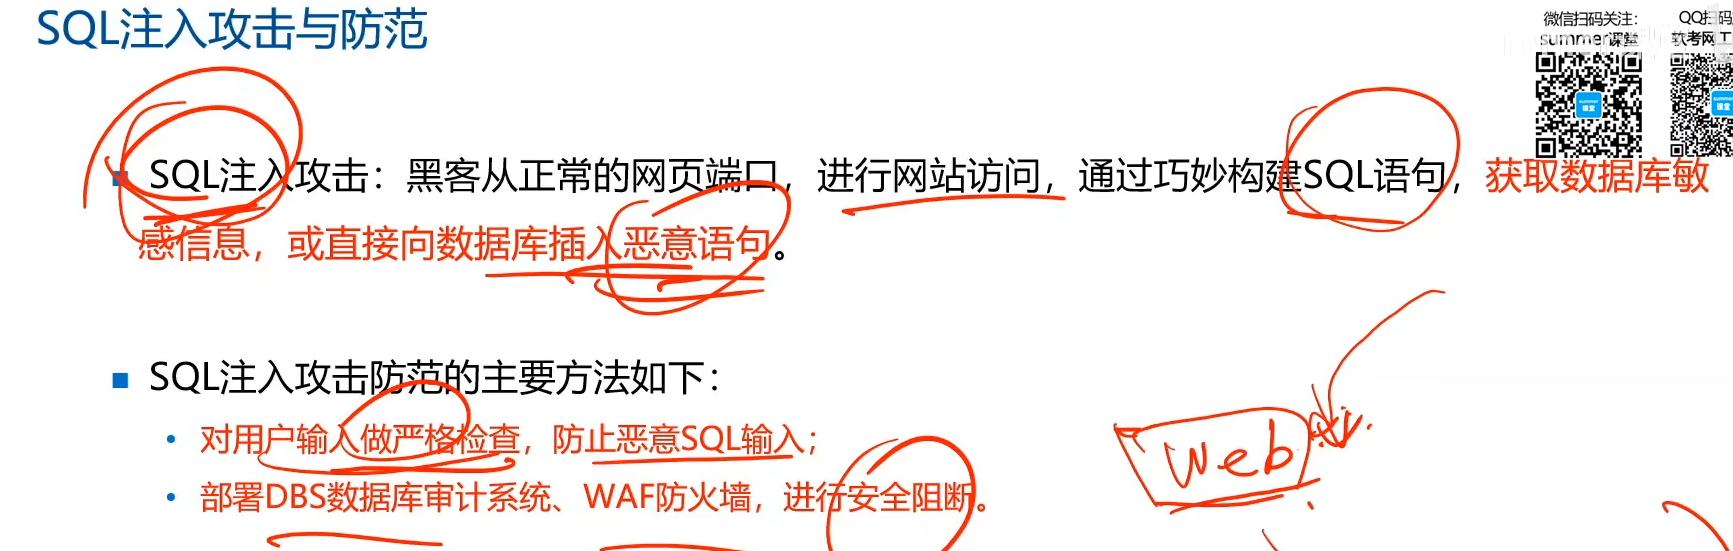 SQL注入攻击与防范
微信扫码关注：
summer课堂
QQ扫码
软考网工
SQL注入攻击：黑客从正常的网页端口，进行网站访问，通过巧妙构建SQL语句，获取数据库敏
感信息，或直接向数据库插入恶意语句。
SQL注入攻击防范的主要方法如下：
对用户输入做严格检查，防止恶意SQL输入；
Web
部署DBS数据库审计系统、WAF防火墙，进行安全阻断。